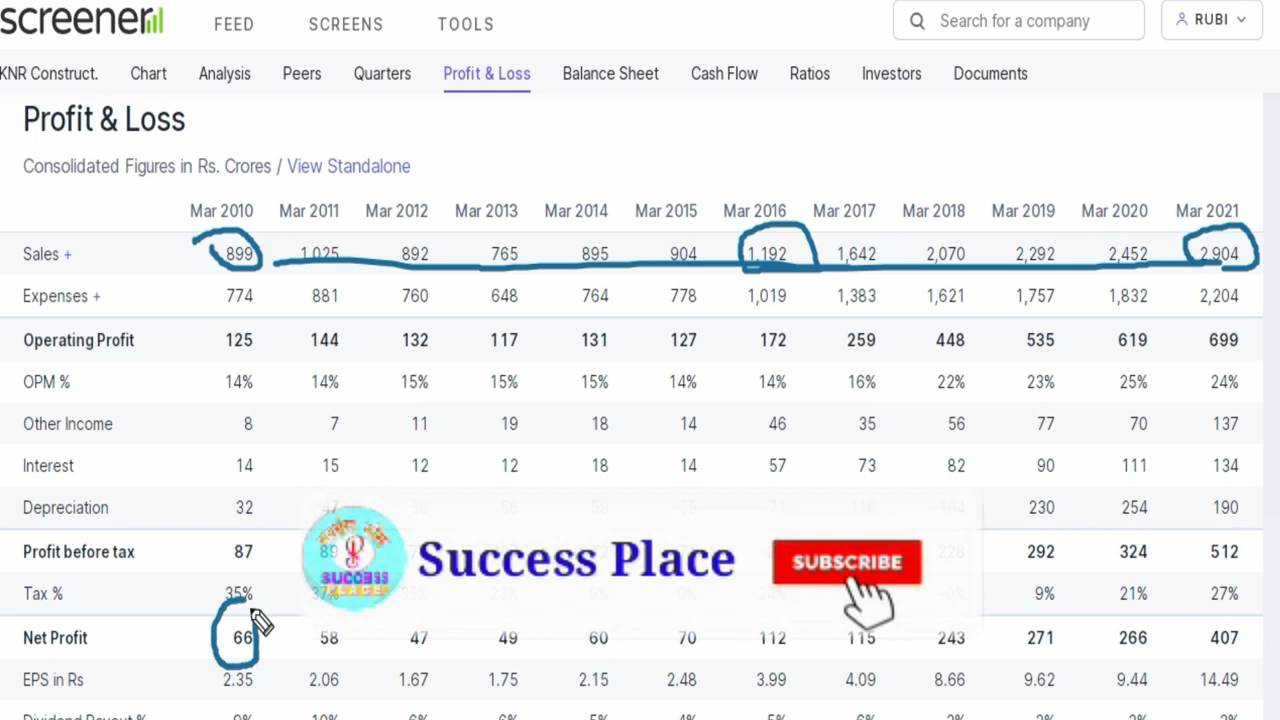 screener FEED SCREENS TOOLS Search for a company RUBI
KNR Construct. Chart Analysis Peers Quarters Profit & Loss Balance Sheet Cash Flow Ratios Investors Documents
Profit & Loss
Consolidated Figures in Rs. Crores / View Standalone
Mar 2010 Mar 2011 Mar 2012 Mar 2013 Mar 2014 Mar 2015 Mar 2016 Mar 2017 Mar 2018 Mar 2019 Mar 2020 Mar 2021
Sales + 899 1,025 892 765 895 904 1,192 1,642 2,070 2,292 2,452 2,904
Expenses + 774 881 760 648 764 778 1,019 1,383 1,621 1,757 1,832 2,204
Operating Profit 125 144 132 117 131 127 172 259 448 535 619 699
OPM % 14% 14% 15% 15% 15% 14% 14% 16% 22% 23% 25% 24%
Other Income 8 7 11 19 18 14 46 35 56 77 70 137
Interest 14 15 12 12 18 14 57 73 82 90 111 134
Depreciation 32 47 230 254 190
Profit before tax 87 89 228 292 324 512
SUCCESS
PLACE
Success Place
SUBSCRIBE
Tax % 35% 37% 9% 21% 27%
Net Profit 66 58 47 49 60 70 112 115 243 271 266 407
EPS in Rs 2.35 2.06 1.67 1.75 2.15 2.48 3.99 4.09 8.66 9.62 9.44 14.49